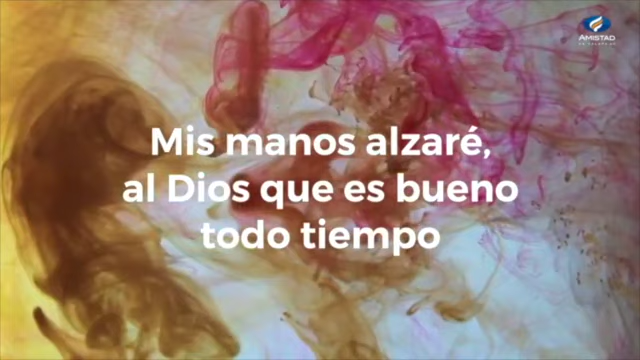 AMISTAD
Mis manos alzaré,
al Dios que es bueno
todo tiempo